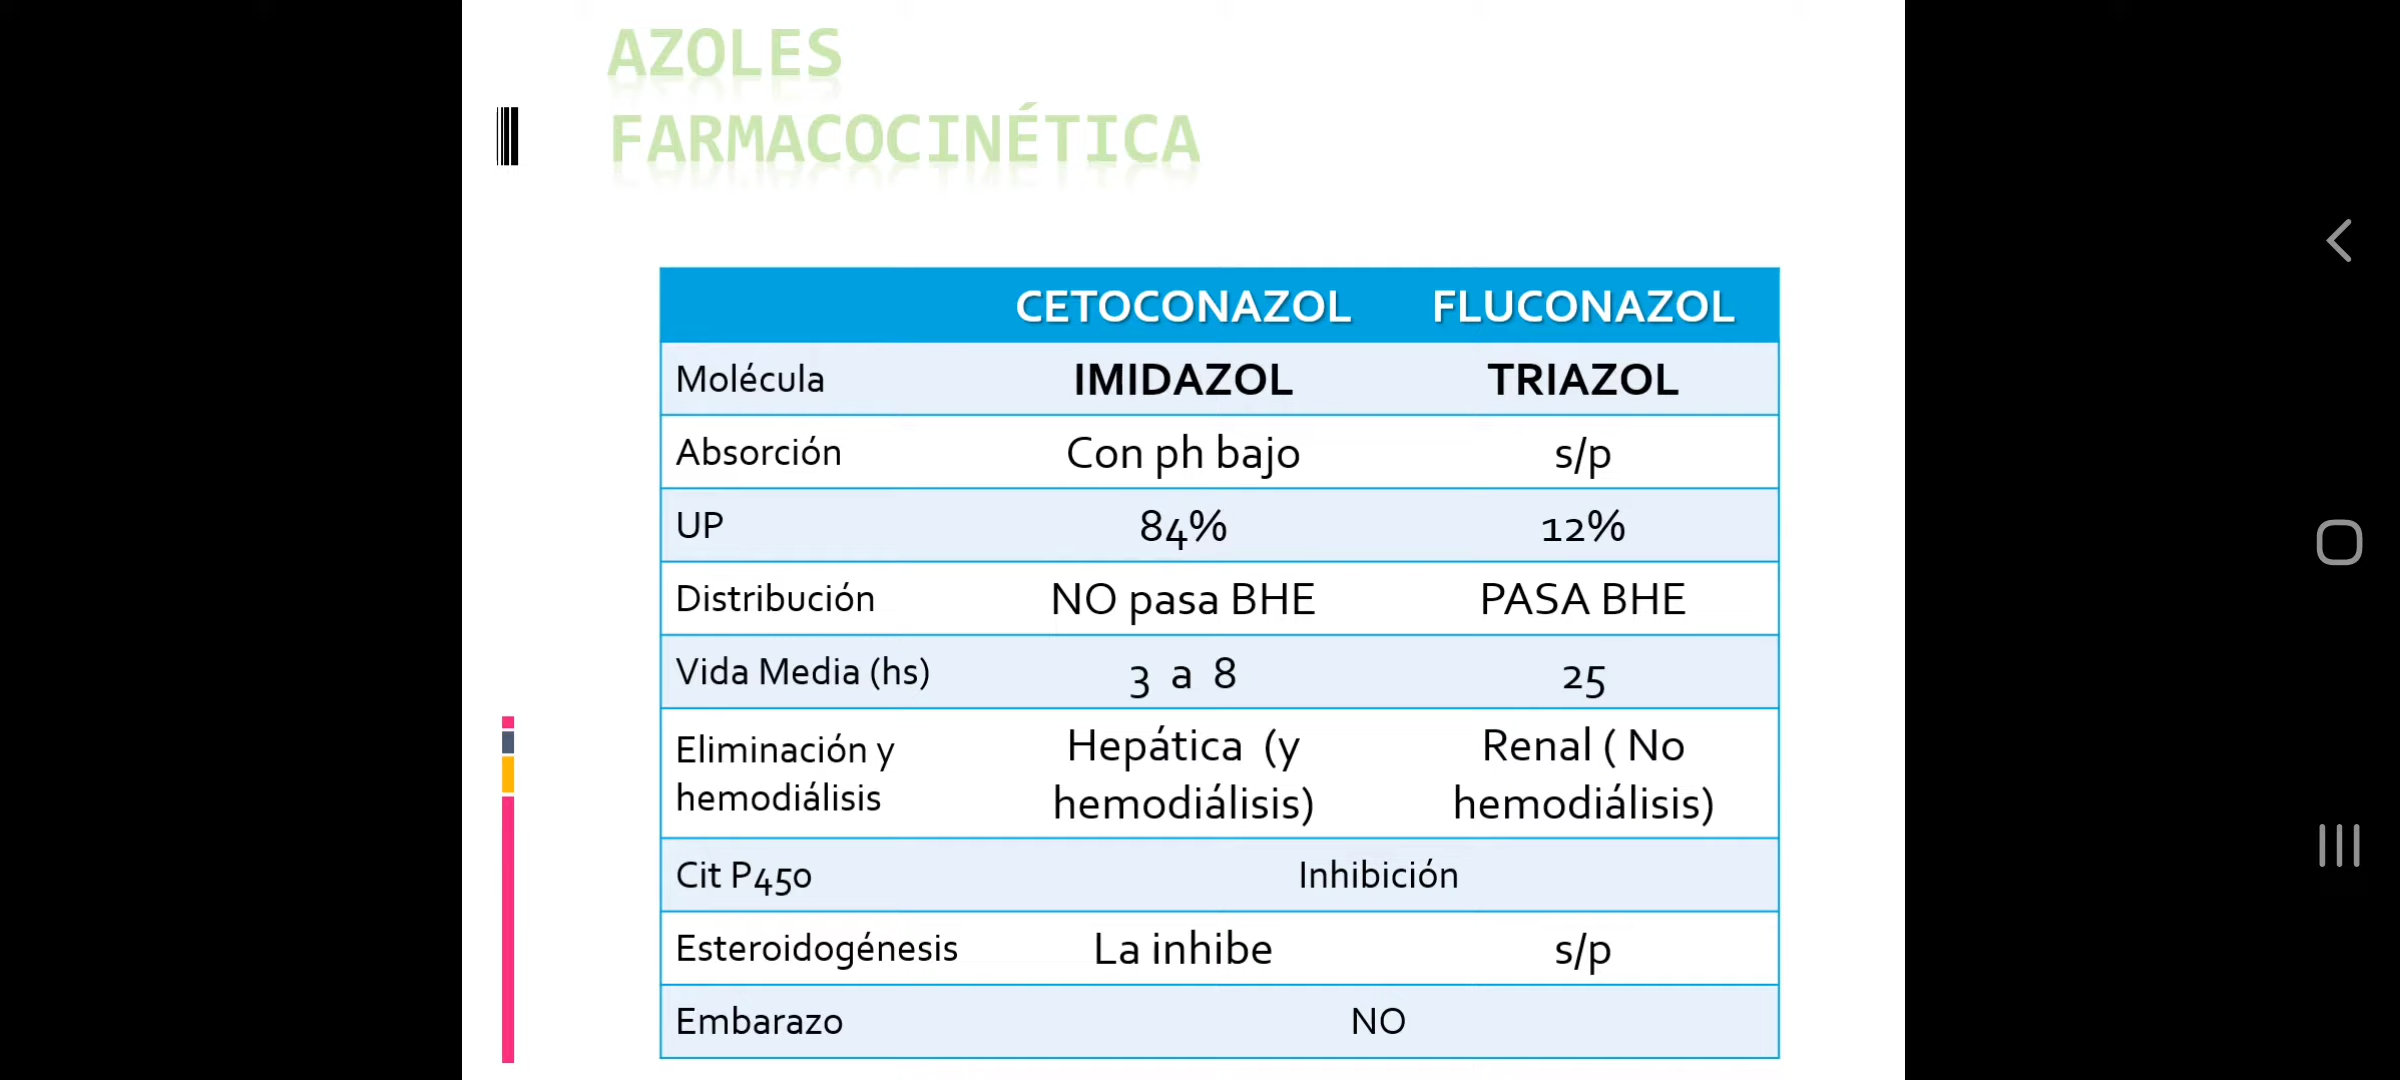 AZOLES
FARMACOCINÉTICA
CETOCONAZOL FLUCONAZOL
Molécula IMIDAZOL TRIAZOL
Absorción Con ph bajo s/p
UP 84% 12%
Distribución NO pasa BHE PASA BHE
Vida Media (hs) 3 a 8 25
Eliminación y hemodiálisis Hepática (y hemodiálisis) Renal ( No hemodiálisis)
Cit P450 Inhibición
Esteroidogénesis La inhibe s/p
Embarazo NO